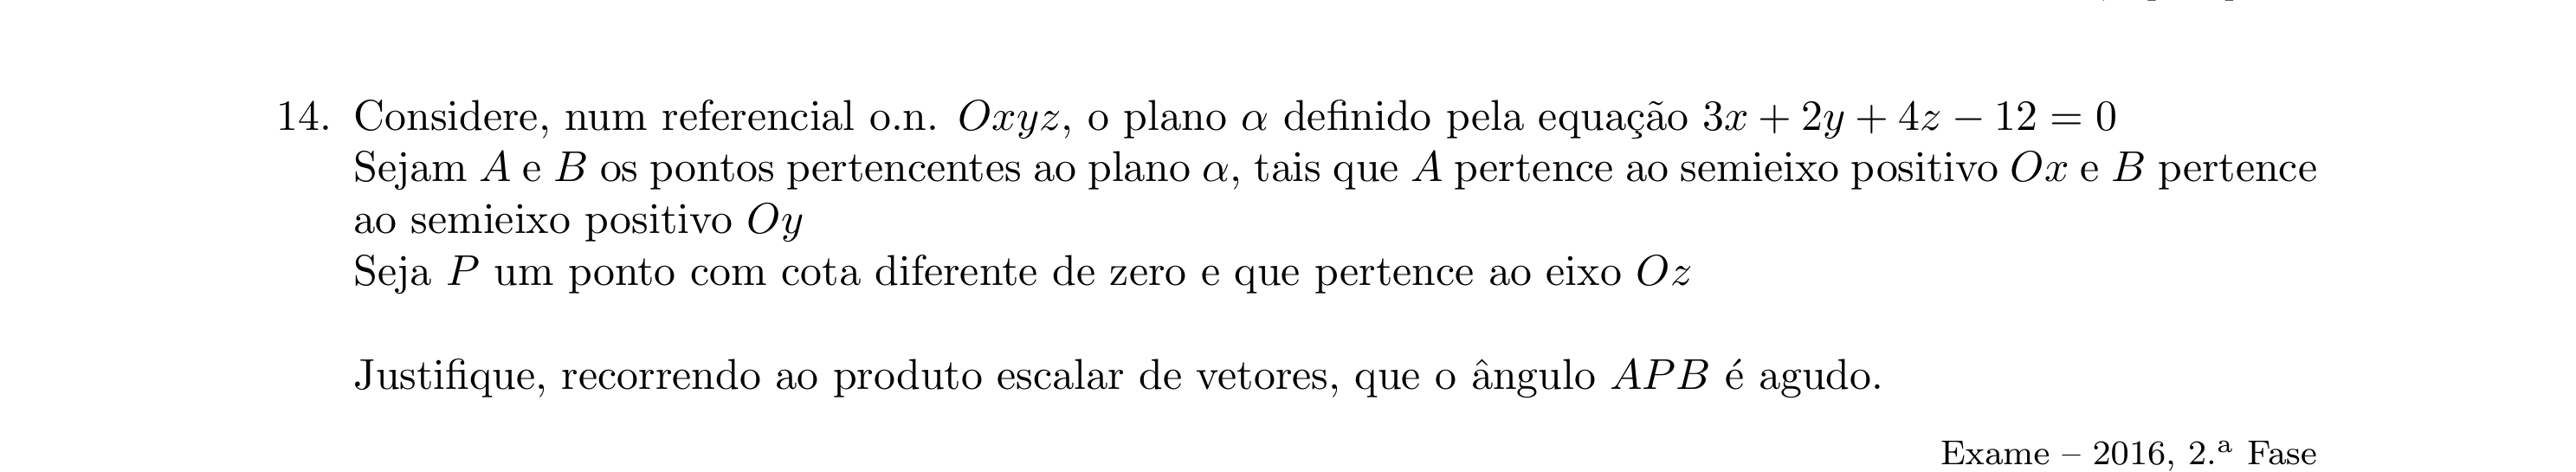 14. Considere, num referencial o.n. Oxyz, o plano α definido pela equação 3x + 2y + 4z − 12 = 0
Sejam A e B os pontos pertencentes ao plano α, tais que A pertence ao semieixo positivo Ox e B pertence
ao semieixo positivo Oy
Seja P um ponto com cota diferente de zero e que pertence ao eixo Oz
Justifique, recorrendo ao produto escalar de vetores, que o ângulo APB é agudo.
Exame – 2016, 2.ª Fase